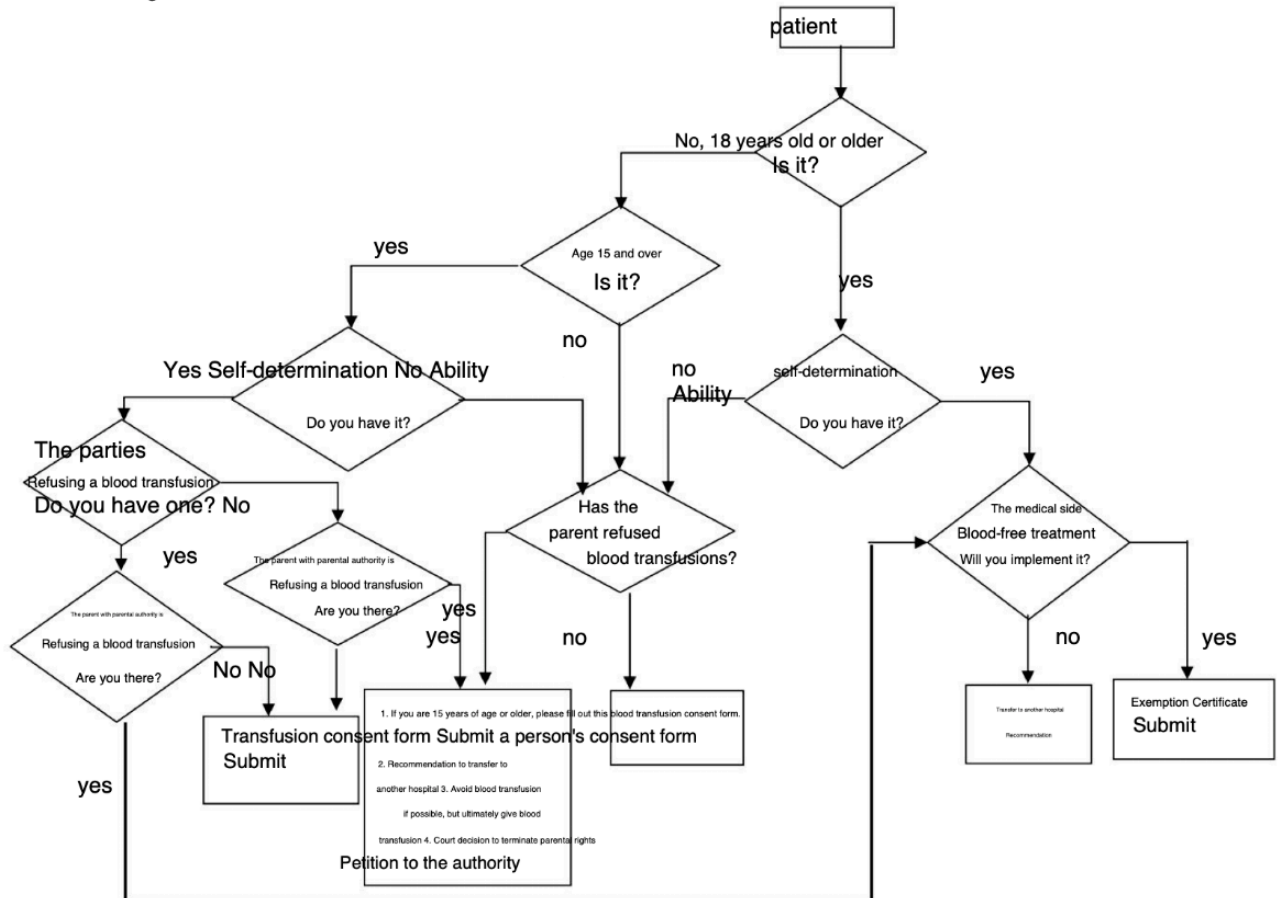 patient
No, 18 years old or older
Is it?
Age 15 and over
Is it?
yes
yes
no
Yes Self-determination No Ability
Do you have it?
no
Ability
self-determination
Do you have it?
yes
The parties
Refusing a blood transfusion
Do you have one? No
yes
Has the
parent refused
blood transfusions?
The medical side
Blood-free treatment
Will you implement it?
The parent with parental authority is
Refusing a blood transfusion
Are you there?
yes
yes
no
The parent with parental authority is
Refusing a blood transfusion
Are you there?
No No
no
yes
1. If you are 15 years of age or older, please fill out this blood transfusion consent form.
Transfusion consent form Submit a person's consent form
Submit
2. Recommendation to transfer to
another hospital 3. Avoid blood transfusion
if possible, but ultimately give blood
transfusion 4. Court decision to terminate parental rights
Petition to the authority
Transfer to another hospital
Recommendation
Exemption Certificate
Submit
yes